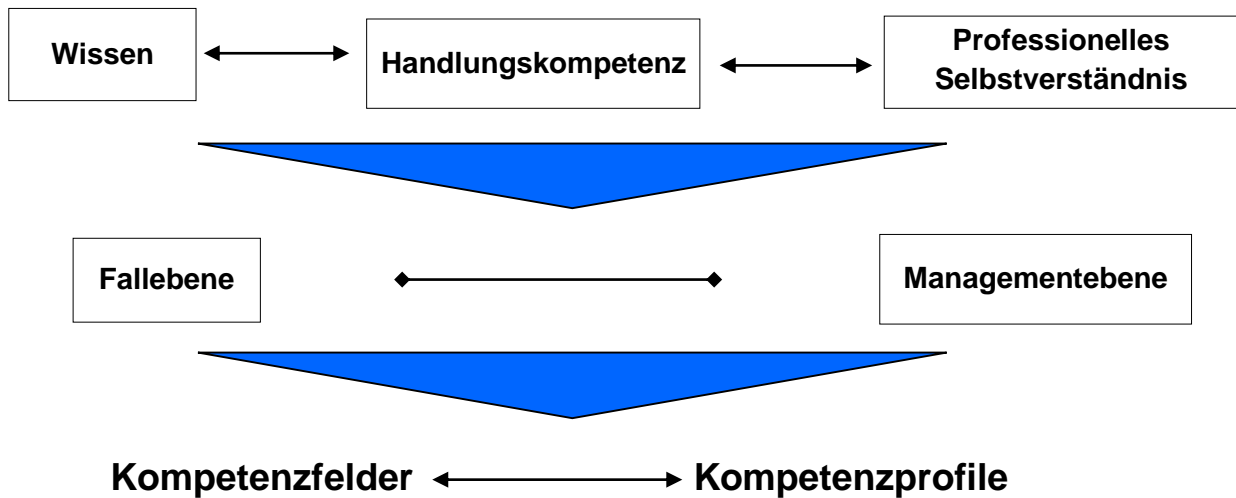 Wissen
Handlungskompetenz
Professionelles
Selbstverständnis
Fallebene
Managementebene
Kompetenzfelder
Kompetenzprofile